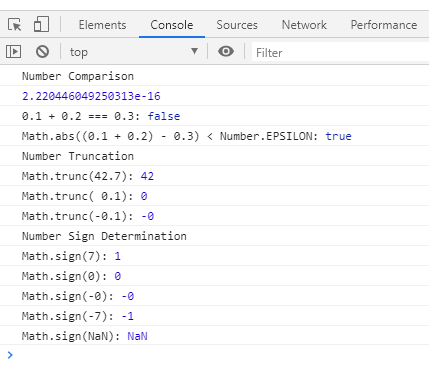 Elements Console Sources Network Performance
top ▼ Filter
Number Comparison
2.220446049250313e-16
0.1 + 0.2 === 0.3: false
Math.abs((0.1 + 0.2) - 0.3) < Number.EPSILON: true
Number Truncation
Math.trunc(42.7): 42
Math.trunc( 0.1): 0
Math.trunc(-0.1): -0
Number Sign Determination
Math.sign(7): 1
Math.sign(0): 0
Math.sign(-0): -0
Math.sign(-7): -1
Math.sign(NaN): NaN
>